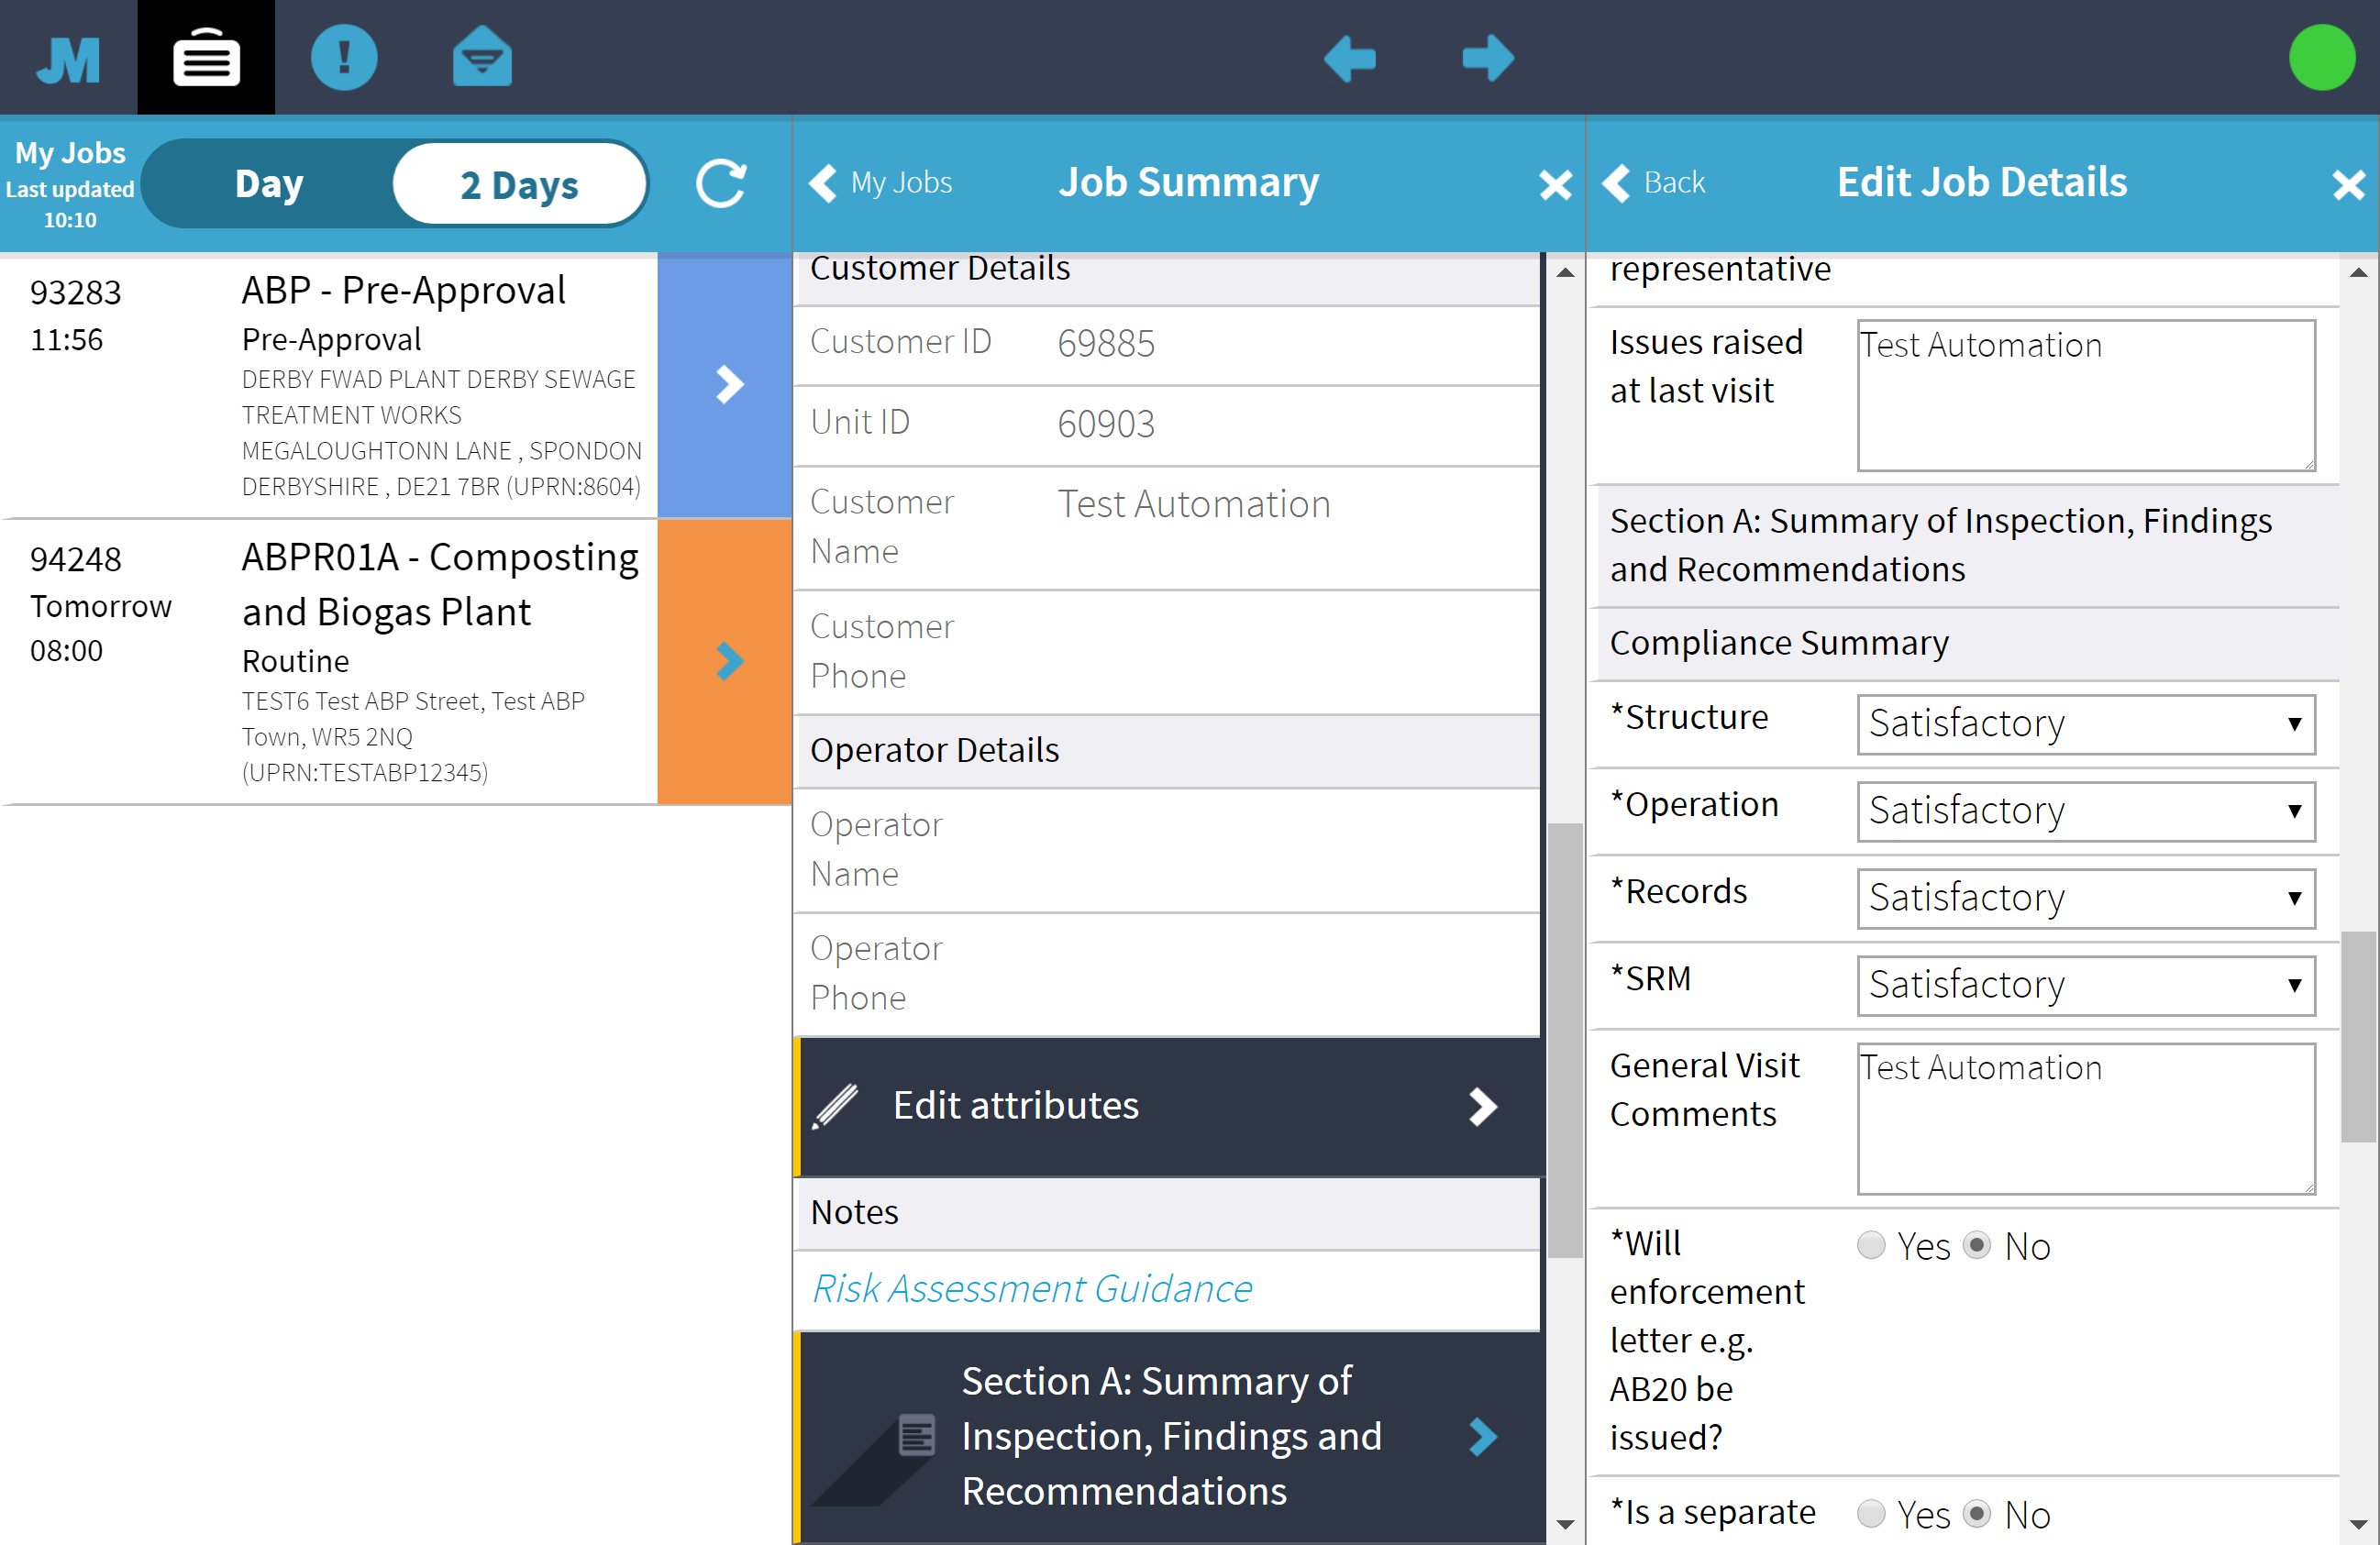 JM
My Jobs
Last updated
10:10
Day
2 Days
93283
11:56
ABP - Pre-Approval
Pre-Approval
DERBY FWAD PLANT DERBY SEWAGE
TREATMENT WORKS
MEGALOUGHTONN LANE , SPONDON
DERBYSHIRE , DE21 7BR (UPRN:8604)
94248
Tomorrow
08:00
ABPR01A - Composting
and Biogas Plant
Routine
TEST6 Test ABP Street, Test ABP
Town, WR5 2NQ
(UPRN:TESTABP12345)
My Jobs
Job Summary
Customer Details
Customer ID 69885
Unit ID 60903
Customer Test Automation
Name
Customer
Phone
Operator Details
Operator
Name
Operator
Phone
Edit attributes
Notes
Risk Assessment Guidance
Section A: Summary of
Inspection, Findings and
Recommendations
Back
Edit Job Details
representative
Issues raised Test Automation
at last visit
Section A: Summary of Inspection, Findings
and Recommendations
Compliance Summary
*Structure Satisfactory
*Operation Satisfactory
*Records Satisfactory
*SRM Satisfactory
General Visit Test Automation
Comments
*Will Yes No
enforcement
letter e.g.
AB20 be
issued?
*Is a separate Yes No